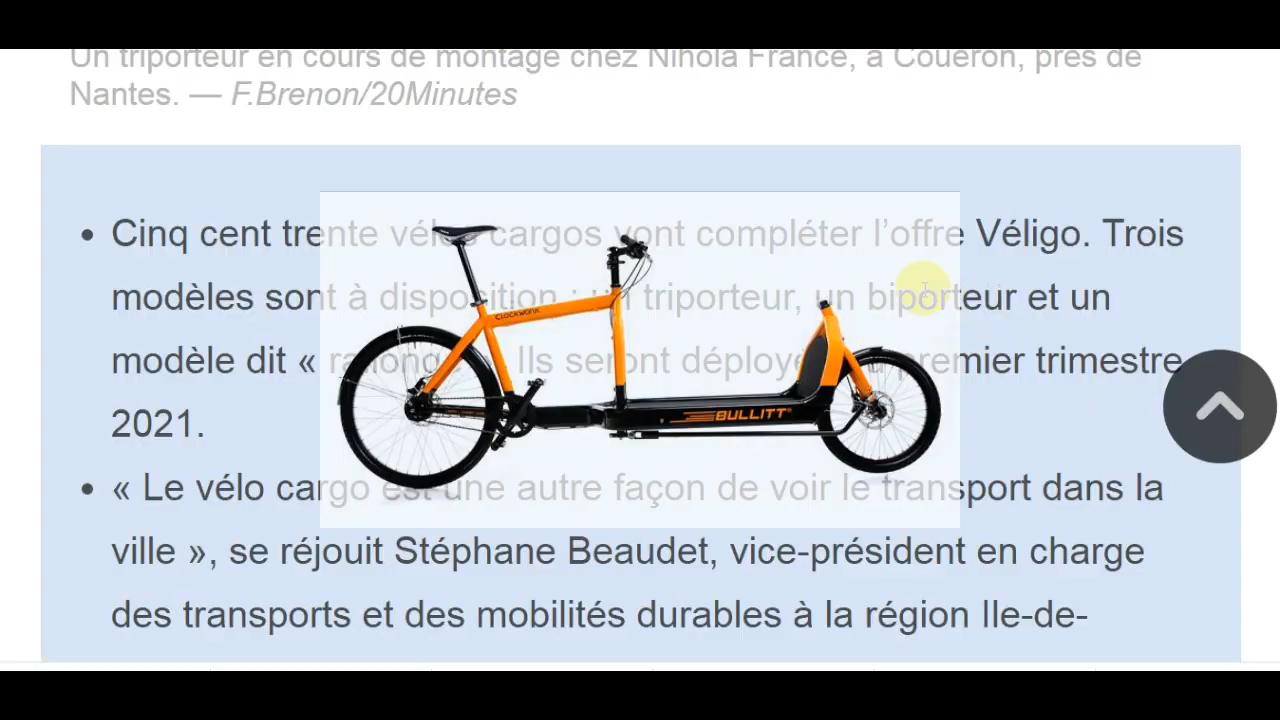 Un triporteur en cours de montage chez Nihola France, à Couëron, près de
Nantes. — F.Brenon/20Minutes
• Cinq cent trente vélos cargos vont compléter l’offre Véligo. Trois
modèles sont à disposition : un triporteur, un biporteur et un
modèle dit « rallongé ». Ils seront déployés au premier trimestre
2021.
• « Le vélo cargo est une autre façon de voir le transport dans la
ville », se réjouit Stéphane Beaudet, vice-président en charge
des transports et des mobilités durables à la région Ile-de-
CLOCKWORK
BULLITT